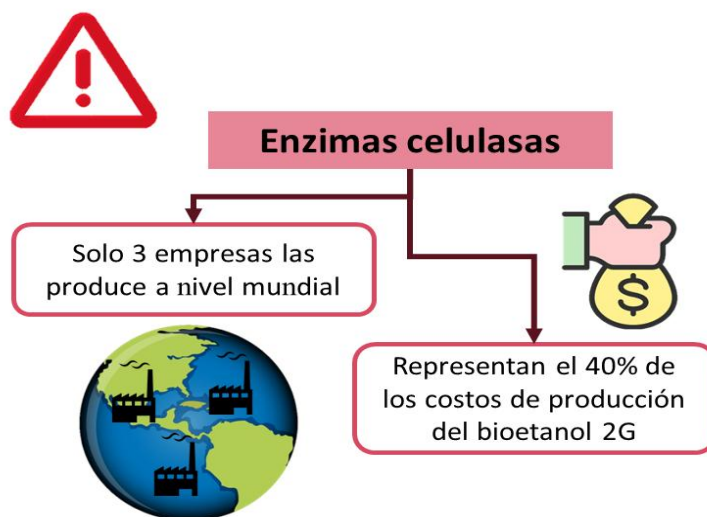 Enzimas celulasas
Solo 3 empresas las
produce a nivel mundial
$
Representan el 40% de
los costos de producción
del bioetanol 2G